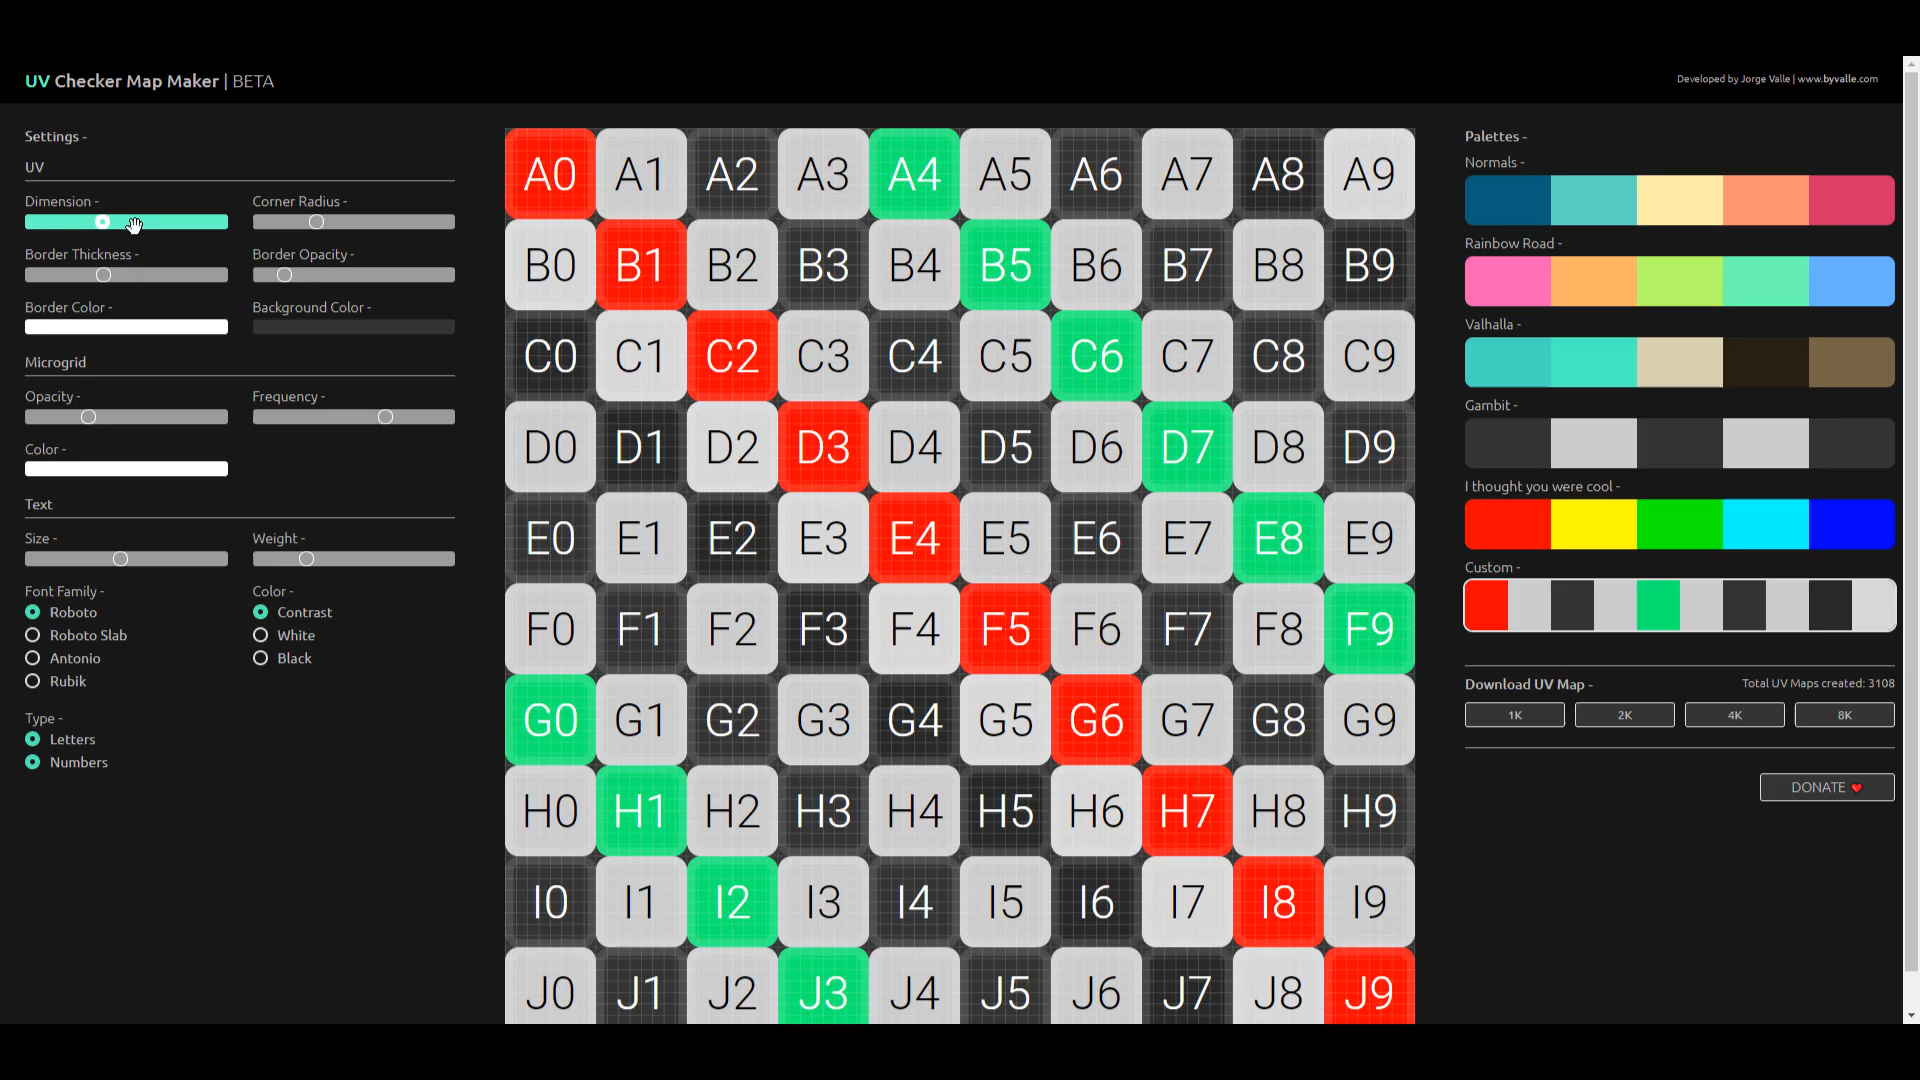 UV Checker Map Maker | BETA
Developed by Jorge Valle | www.byvalle.com
Settings -
UV
Dimension -
Corner Radius -
Border Thickness -
Border Opacity -
Border Color -
Background Color -
Microgrid
Opacity -
Frequency -
Color -
Text
Size -
Weight -
Font Family -
Roboto
Roboto Slab
Antonio
Rubik
Color -
Contrast
White
Black
Type -
Letters
Numbers
A0 A1 A2 A3 A4 A5 A6 A7 A8 A9
B0 B1 B2 B3 B4 B5 B6 B7 B8 B9
C0 C1 C2 C3 C4 C5 C6 C7 C8 C9
D0 D1 D2 D3 D4 D5 D6 D7 D8 D9
E0 E1 E2 E3 E4 E5 E6 E7 E8 E9
F0 F1 F2 F3 F4 F5 F6 F7 F8 F9
G0 G1 G2 G3 G4 G5 G6 G7 G8 G9
H0 H1 H2 H3 H4 H5 H6 H7 H8 H9
I0 I1 I2 I3 I4 I5 I6 I7 I8 I9
J0 J1 J2 J3 J4 J5 J6 J7 J8 J9
Palettes -
Normals -
Rainbow Road -
Valhalla -
Gambit -
I thought you were cool -
Custom -
Download UV Map -
Total UV Maps created: 3108
1K 2K 4K 8K
DONATE